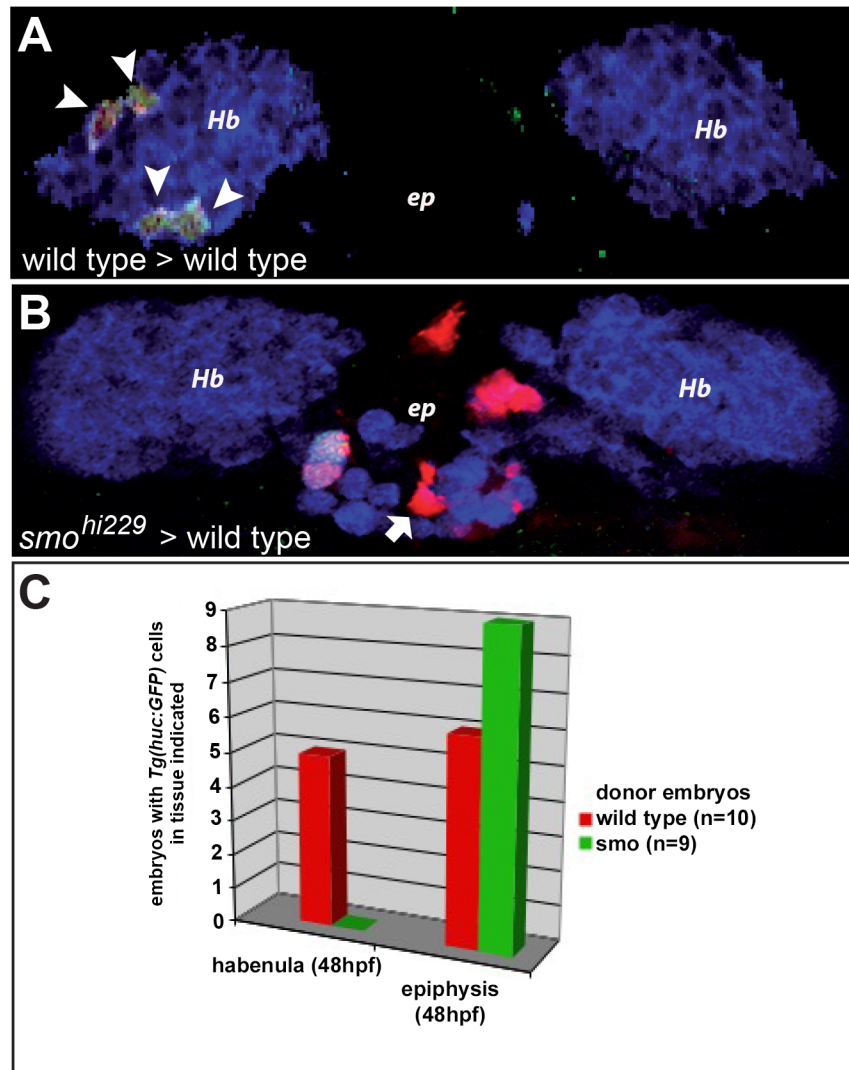 A
Hb
Hb
ep
wild type > wild type
B
Hb
Hb
ep
smo^hi229 > wild type
C
embryos with Tg(huc:GFP) cells
in tissue indicated
9
8
7
6
5
4
3
2
1
0
habenula (48hpf)
epiphysis
(48hpf)
donor embryos
wild type (n=10)
smo (n=9)